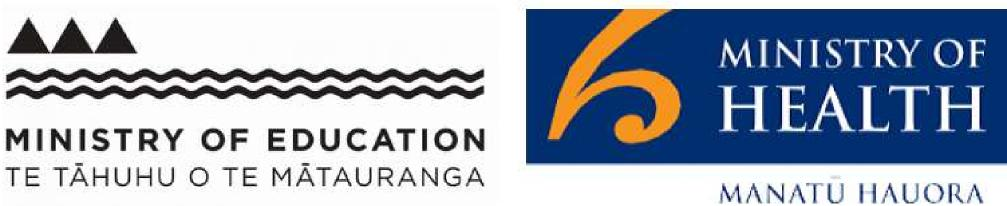 MINISTRY OF EDUCATION
TE TĀHUHU O TE MĀTAURANGA
MINISTRY OF
HEALTH
MANATŪ HAUORA